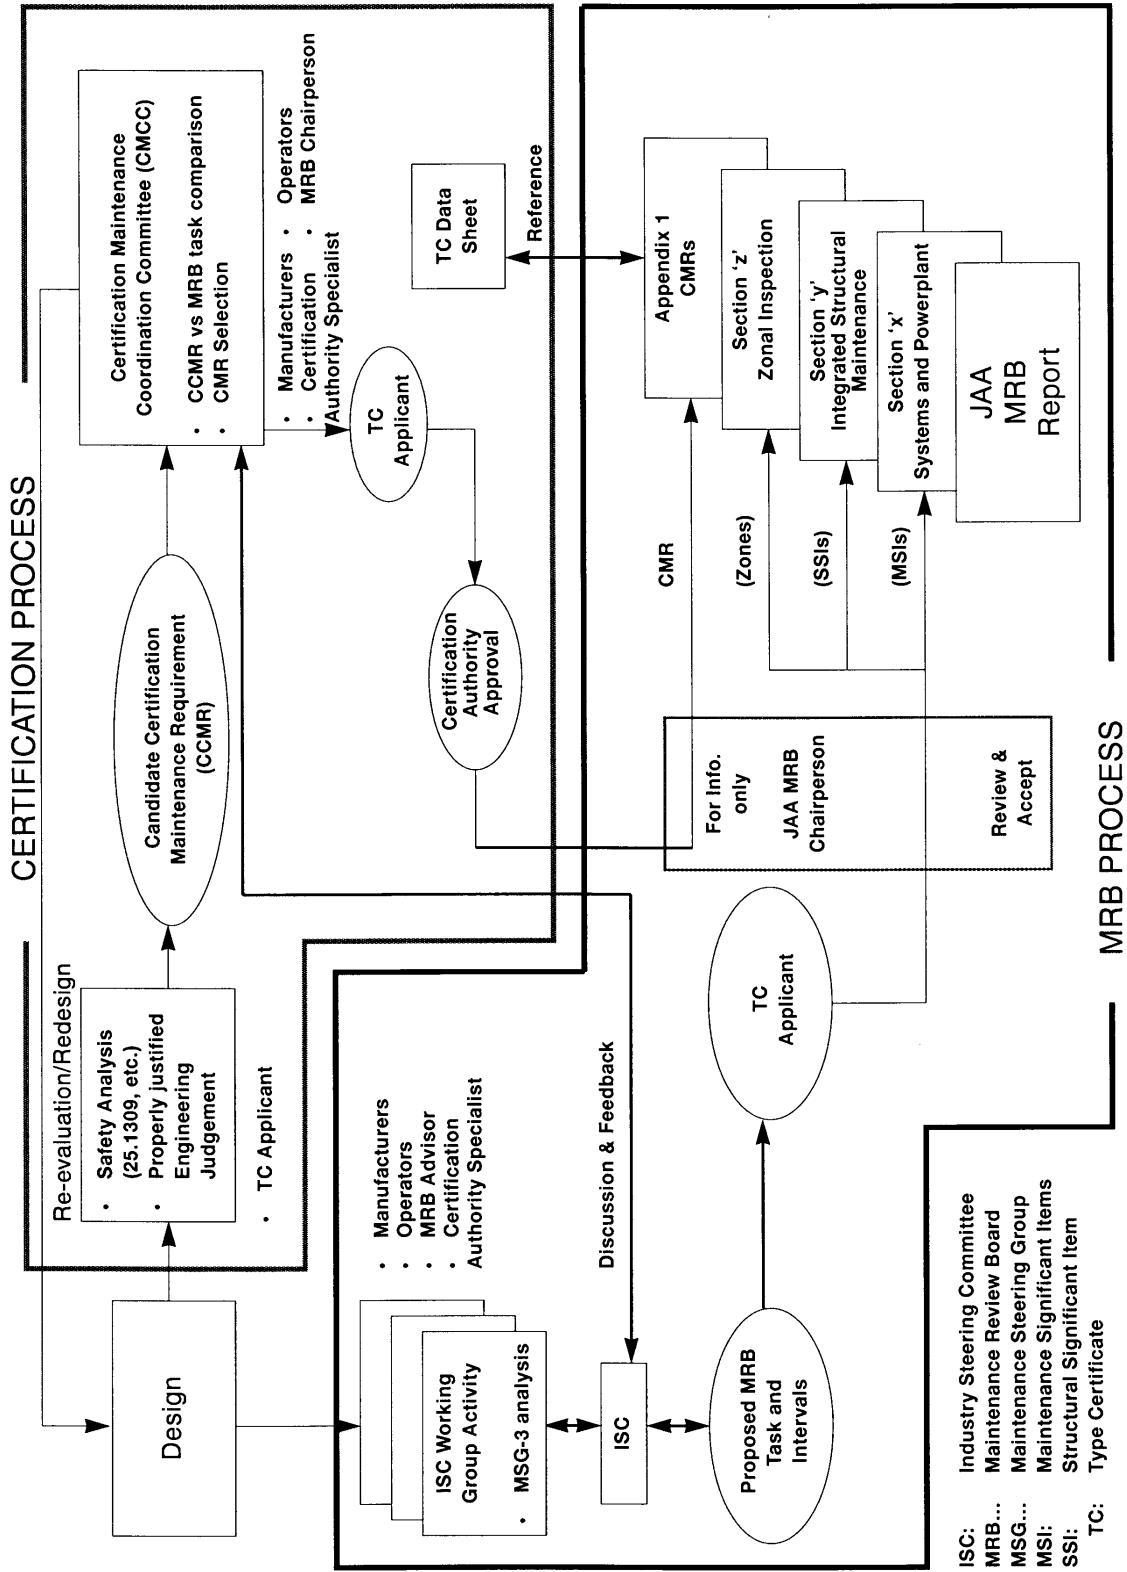 CERTIFICATION PROCESS
Re-evaluation/Redesign
Design
• Safety Analysis
(25.1309, etc.)
• Properly justified
Engineering
Judgement
• TC Applicant
Candidate Certification
Maintenance Requirement
(CCMR)
Certification Maintenance
Coordination Committee (CMCC)
• CCMR vs MRB task comparison
• CMR Selection
• Manufacturers • Operators
• Certification • MRB Chairperson
Authority Specialist
TC
Applicant
Certification
Authority
Approval
TC Data
Sheet
Reference
• Manufacturers
• Operators
• MRB Advisor
• Certification
Authority Specialist
ISC Working
Group Activity
• MSG-3 analysis
ISC
Discussion & Feedback
Proposed MRB
Task and
Intervals
TC
Applicant
For Info.
only
JAA MRB
Chairperson
Review &
Accept
CMR
(Zones)
(SSIs)
(MSIs)
Appendix 1
CMRs
Section ‘z’
Zonal Inspection
Section ‘y’
Integrated Structural
Maintenance
Section ‘x’
Systems and Powerplant
JAA
MRB
Report
MRB PROCESS
ISC: Industry Steering Committee
MRB... Maintenance Review Board
MSG... Maintenance Steering Group
MSI: Maintenance Significant Items
SSI: Structural Significant Item
TC: Type Certificate